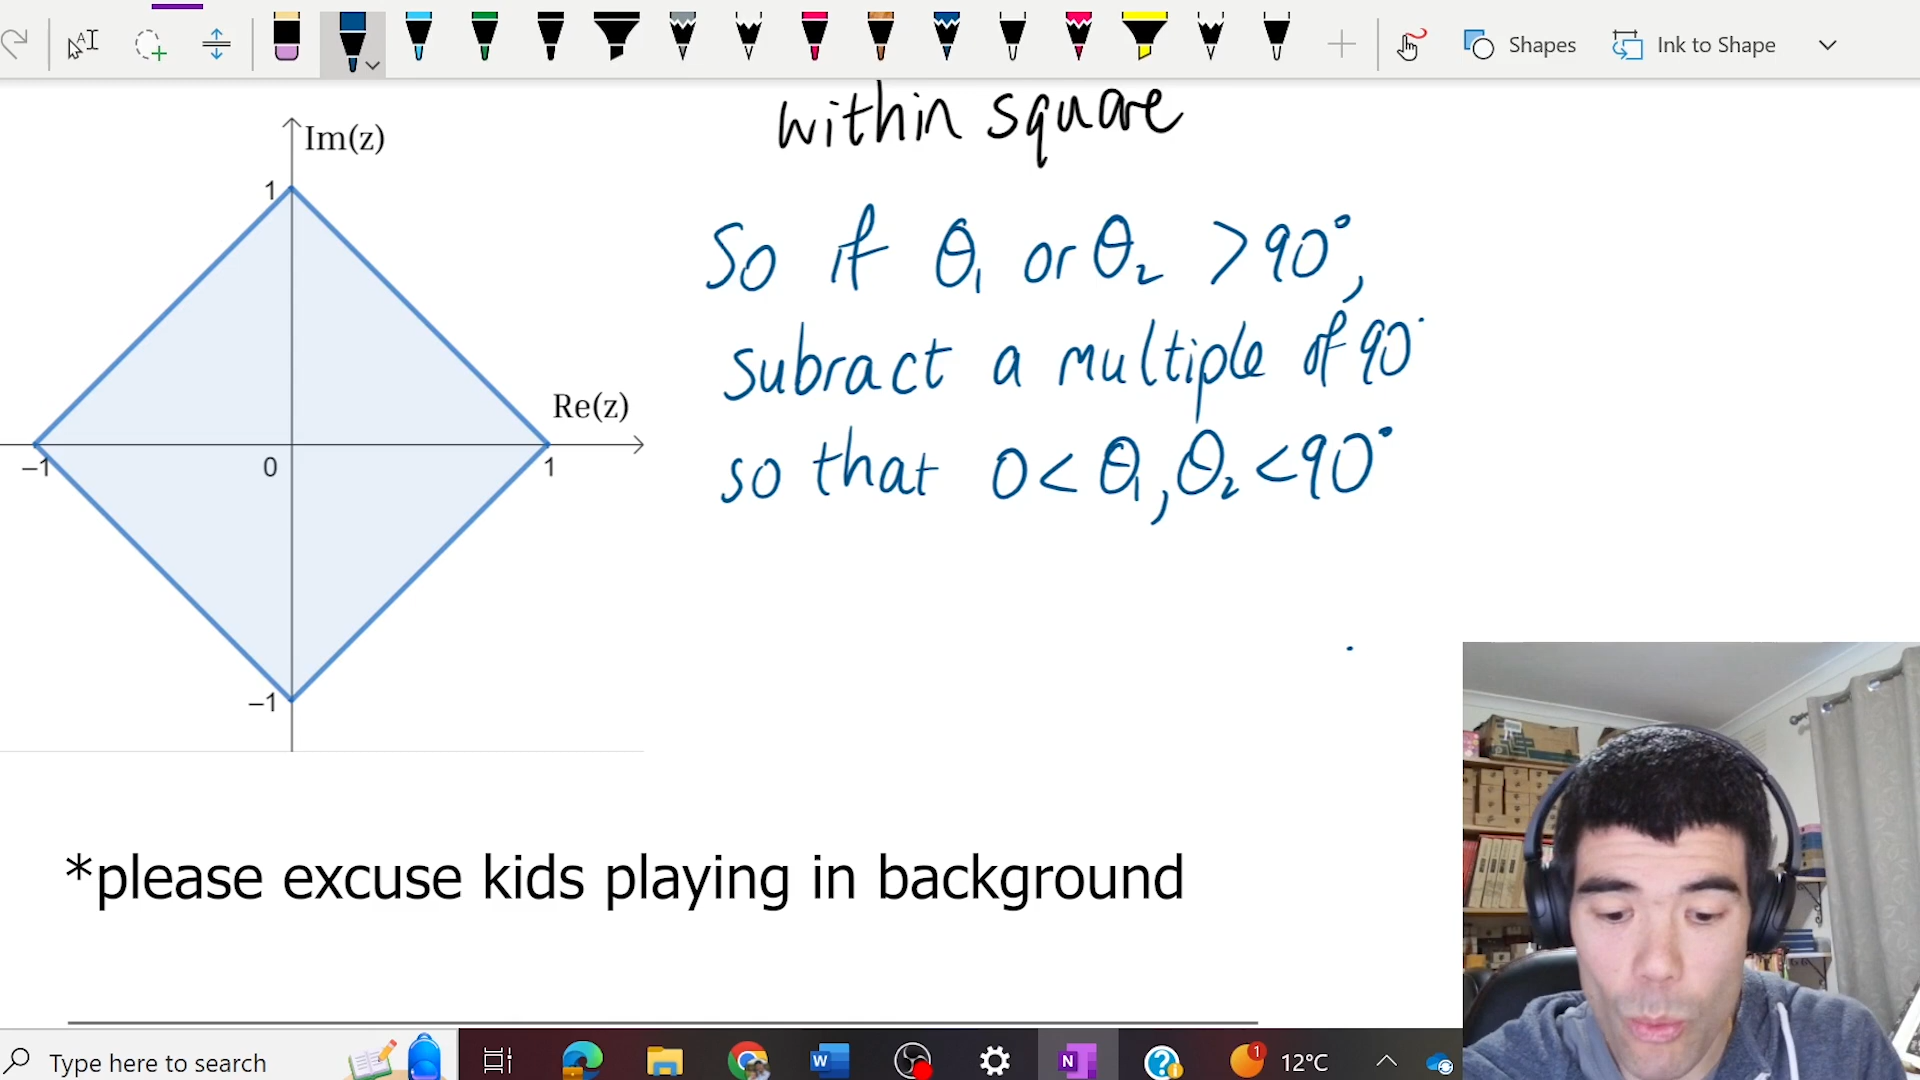 Shapes
Ink to Shape
within square
Im(z)
1
So if θ₁ or θ₂ > 90°,
subract a multiple of 90°
Re(z)
so that 0 < θ₁, θ₂ < 90°
−1
0
1
−1
*please excuse kids playing in background
Type here to search
1
12°C